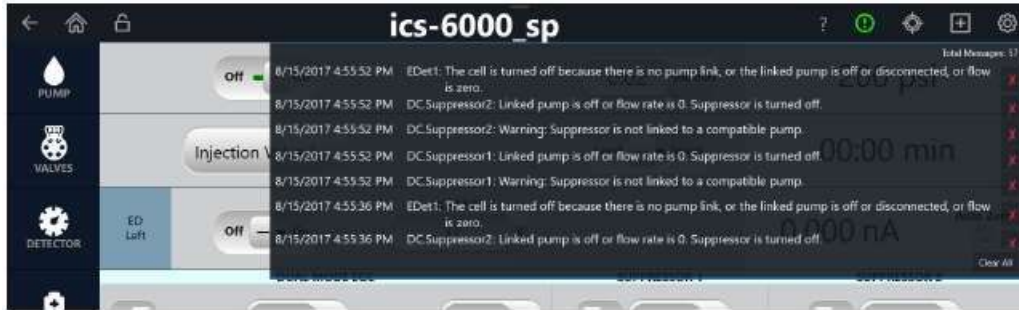 ics-6000_sp
?
Total Messages: 57
PUMP
Off
8/15/2017 4:55:52 PM EDet1: The cell is turned off because there is no pump link, or the linked pump is off or disconnected, or flow
is zero.
8/15/2017 4:55:52 PM DC.Suppressor2: Linked pump is off or flow rate is 0. Suppressor is turned off.
8/15/2017 4:55:52 PM DC.Suppressor2: Warning: Suppressor is not linked to a compatible pump.
VALVES
Injection
8/15/2017 4:55:52 PM DC.Suppressor1: Linked pump is off or flow rate is 0. Suppressor is turned off.
00:00 min
8/15/2017 4:55:52 PM DC.Suppressor1: Warning: Suppressor is not linked to a compatible pump.
8/15/2017 4:55:36 PM EDet1: The cell is turned off because there is no pump link, or the linked pump is off or disconnected, or flow
is zero.
DETECTOR
ED
Left
Off
8/15/2017 4:55:36 PM DC.Suppressor2: Linked pump is off or flow rate is 0. Suppressor is turned off.
0.000 nA
Clear All